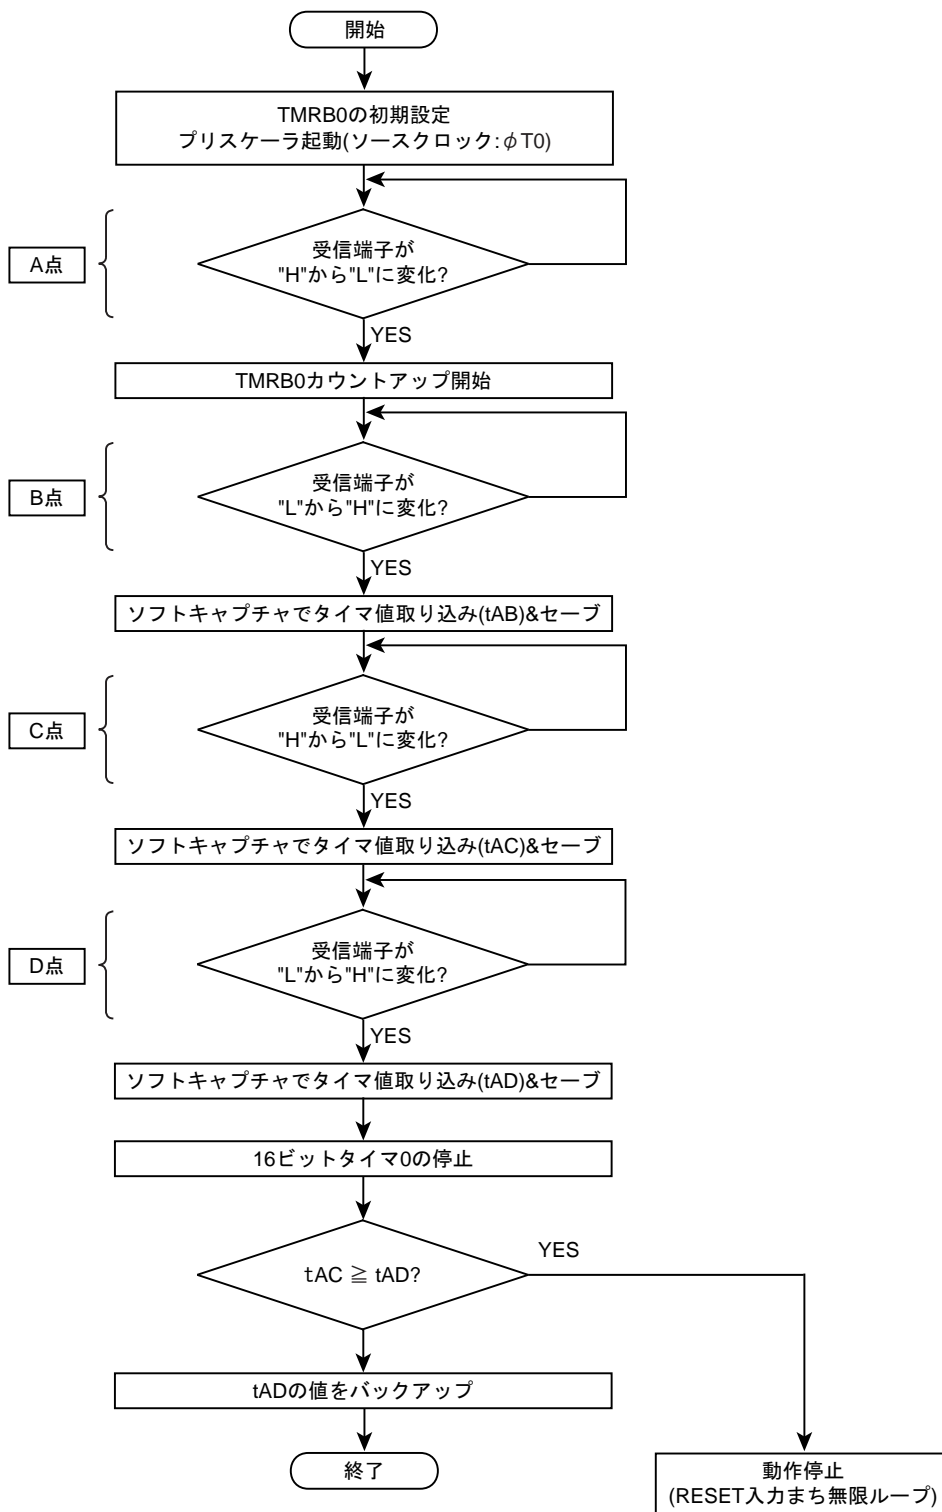 開始
TMRB0の初期設定
プリスケーラ起動(ソースクロック:φT0)
A点
受信端子が
"H"から"L"に変化?
YES
TMRB0カウントアップ開始
B点
受信端子が
"L"から"H"に変化?
YES
ソフトキャプチャでタイマ値取り込み(tAB)&セーブ
C点
受信端子が
"H"から"L"に変化?
YES
ソフトキャプチャでタイマ値取り込み(tAC)&セーブ
D点
受信端子が
"L"から"H"に変化?
YES
ソフトキャプチャでタイマ値取り込み(tAD)&セーブ
16ビットタイマ0の停止
tAC ≧ tAD?
YES
tADの値をバックアップ
終了
動作停止
(RESET入力まち無限ループ)